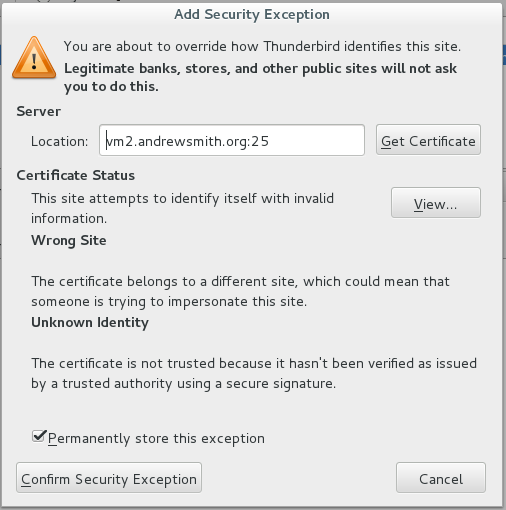 Add Security Exception
You are about to override how Thunderbird identifies this site.
Legitimate banks, stores, and other public sites will not ask
you to do this.
Server
Location: vm2.andrewsmith.org:25 Get Certificate
Certificate Status
This site attempts to identify itself with invalid
information.
View...
Wrong Site
The certificate belongs to a different site, which could mean that
someone is trying to impersonate this site.
Unknown Identity
The certificate is not trusted because it hasn't been verified as issued
by a trusted authority using a secure signature.
Permanently store this exception
Confirm Security Exception Cancel